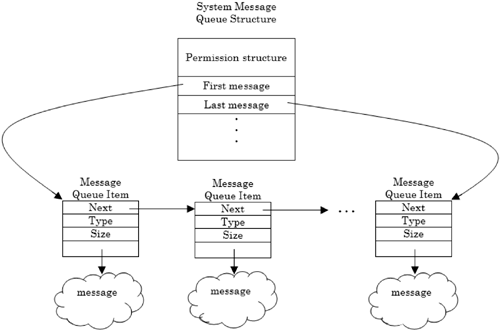 System Message
Queue Structure
Permission structure
First message
Last message
Message
Queue Item
Next
Type
Size
message
Message
Queue Item
Next
Type
Size
message
...
Message
Queue Item
Next
Type
Size
message